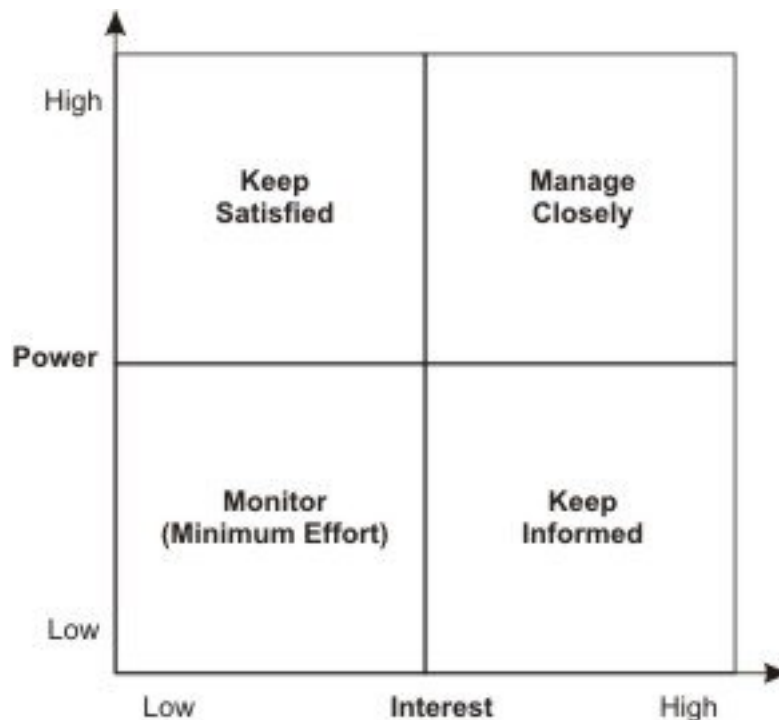 High
Keep
Satisfied
Manage
Closely
Power
Monitor
(Minimum Effort)
Keep
Informed
Low
Low
Interest
High